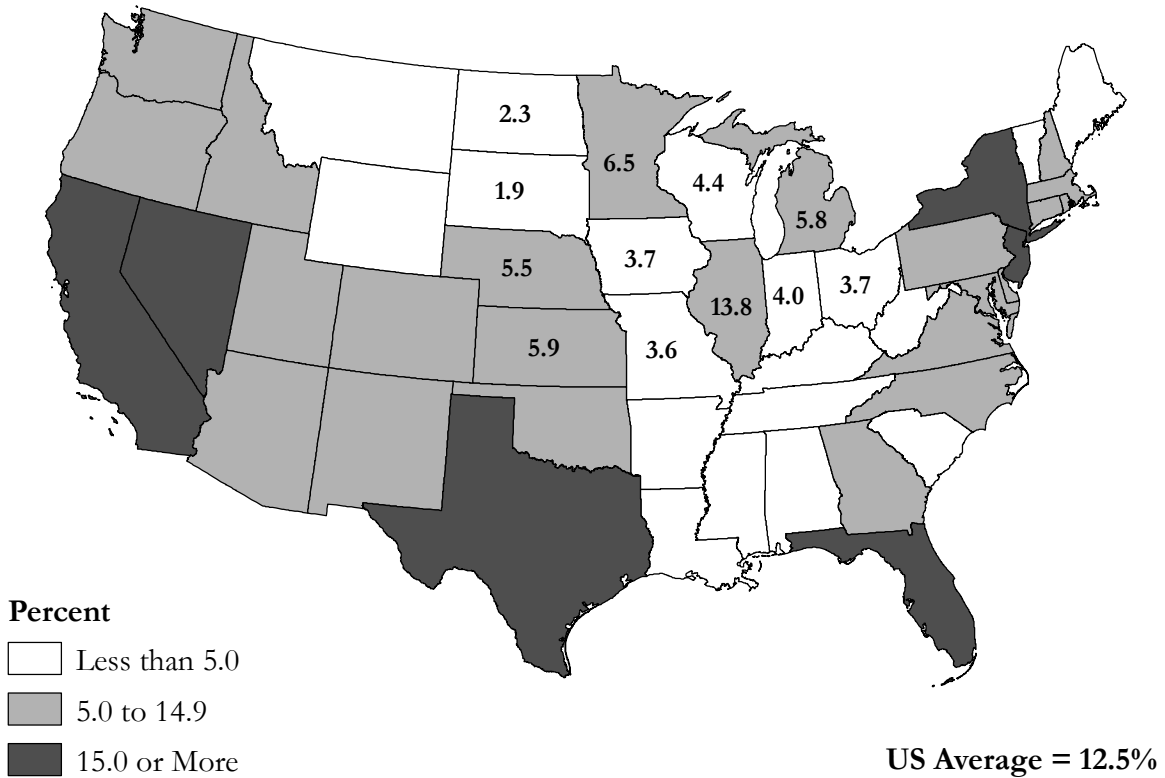 2.3
6.5
4.4
1.9
5.8
3.7
5.5
4.0
3.7
13.8
5.9
3.6
Percent
Less than 5.0
5.0 to 14.9
15.0 or More
US Average = 12.5%